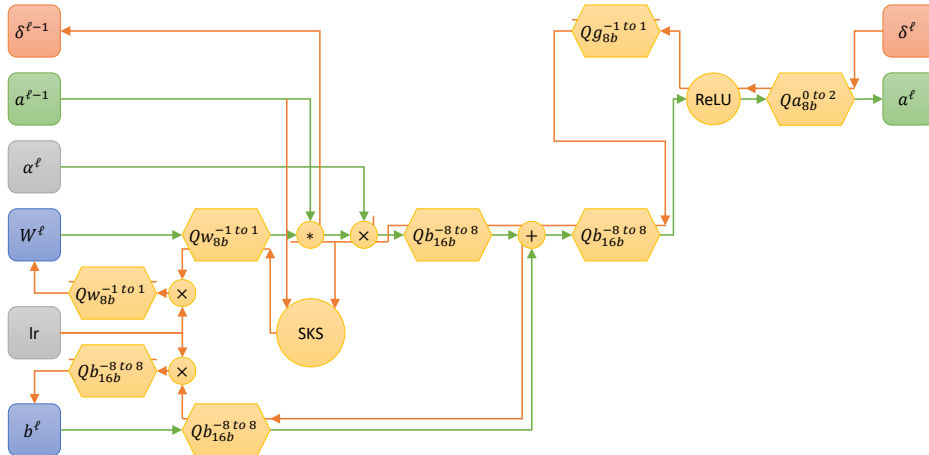 δ^{ℓ−1}
Qg_{8b}^{−1 to 1}
δ^ℓ
a^{ℓ−1}
ReLU
Qa_{8b}^{0 to 2}
a^ℓ
α^ℓ
W^ℓ
Qw_{8b}^{−1 to 1}
*
×
Qb_{16b}^{−8 to 8}
+
Qb_{16b}^{−8 to 8}
Qw_{8b}^{−1 to 1}
×
lr
SKS
Qb_{16b}^{−8 to 8}
×
b^ℓ
Qb_{16b}^{−8 to 8}